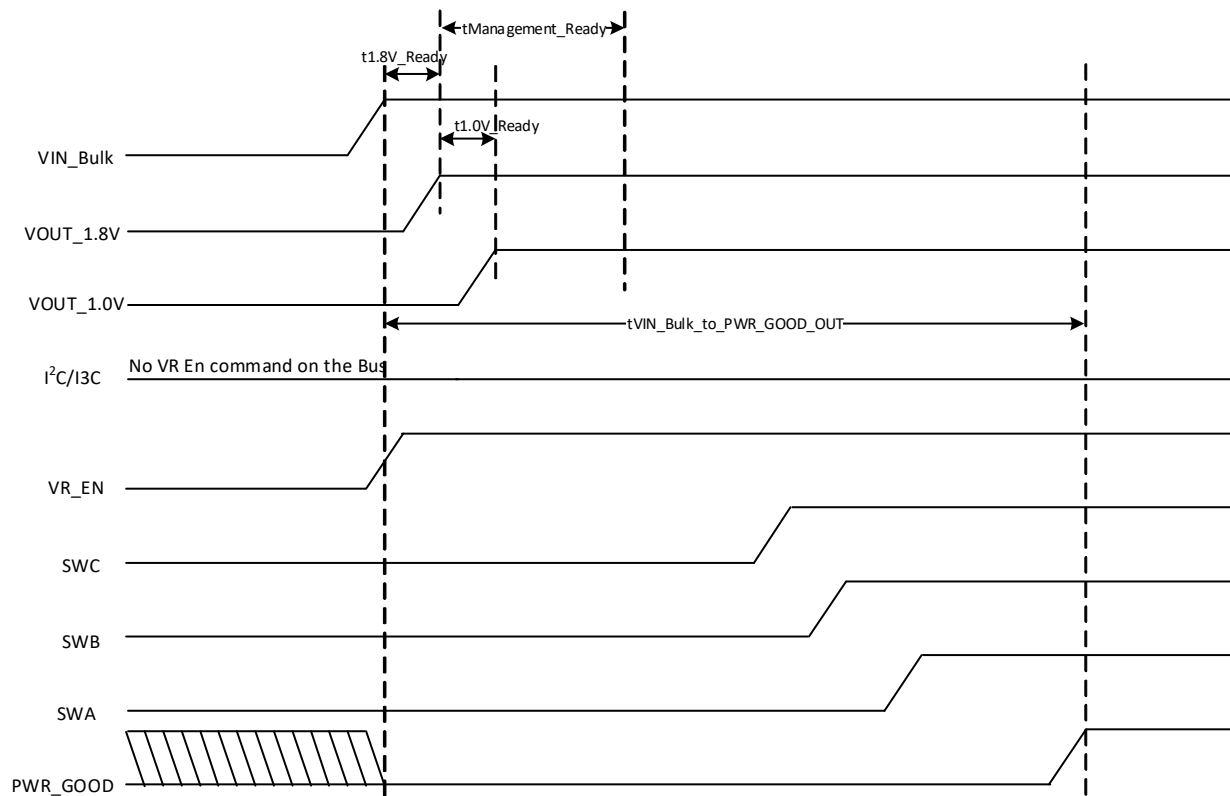 tManagement_Ready
t1.8V_Ready
t1.0V_Ready
VIN_Bulk
VOUT_1.8V
VOUT_1.0V
tVIN_Bulk_to_PWR_GOOD_OUT
No VR En command on the Bus
I²C/I3C
VR_EN
SWC
SWB
SWA
PWR_GOOD